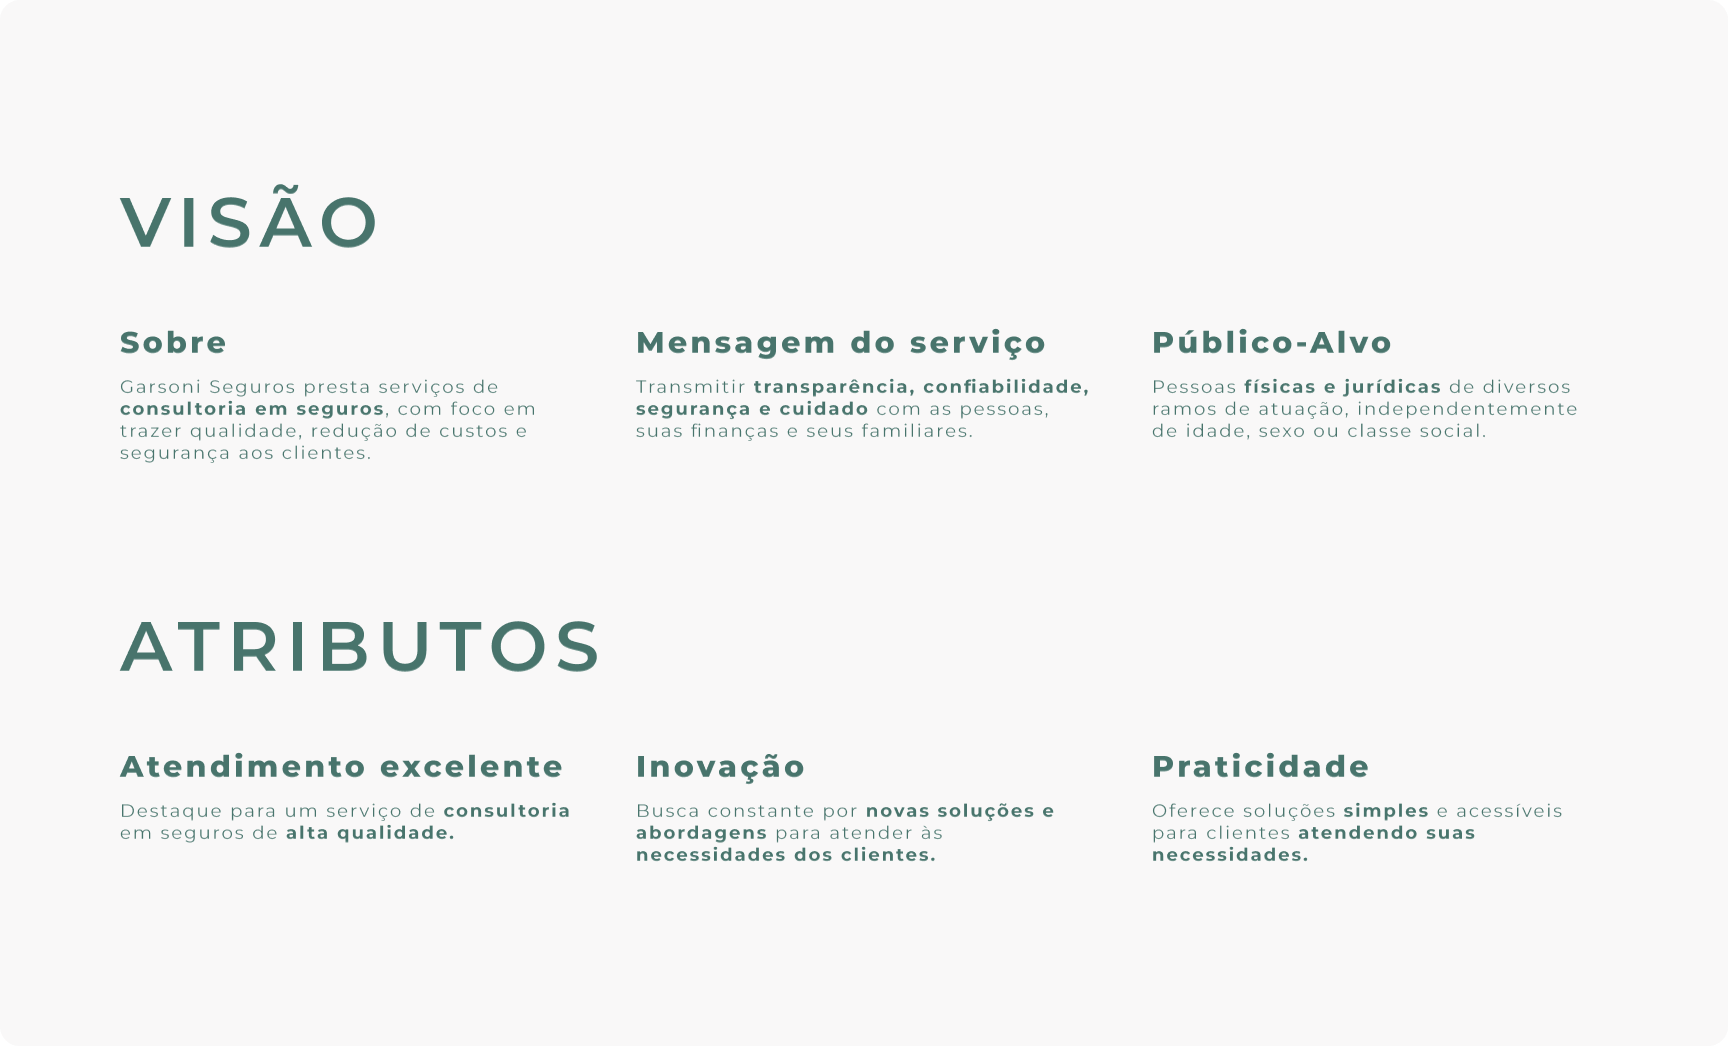 VISÃO
Sobre
Garsoni Seguros presta serviços de
consultoria em seguros, com foco em
trazer qualidade, redução de custos e
segurança aos clientes.
Mensagem do serviço
Transmitir transparência, confiabilidade,
segurança e cuidado com as pessoas,
suas finanças e seus familiares.
Público-Alvo
Pessoas físicas e jurídicas de diversos
ramos de atuação, independentemente
de idade, sexo ou classe social.
ATRIBUTOS
Atendimento excelente
Destaque para um serviço de consultoria
em seguros de alta qualidade.
Inovação
Busca constante por novas soluções e
abordagens para atender às
necessidades dos clientes.
Praticidade
Oferece soluções simples e acessíveis
para clientes atendendo suas
necessidades.